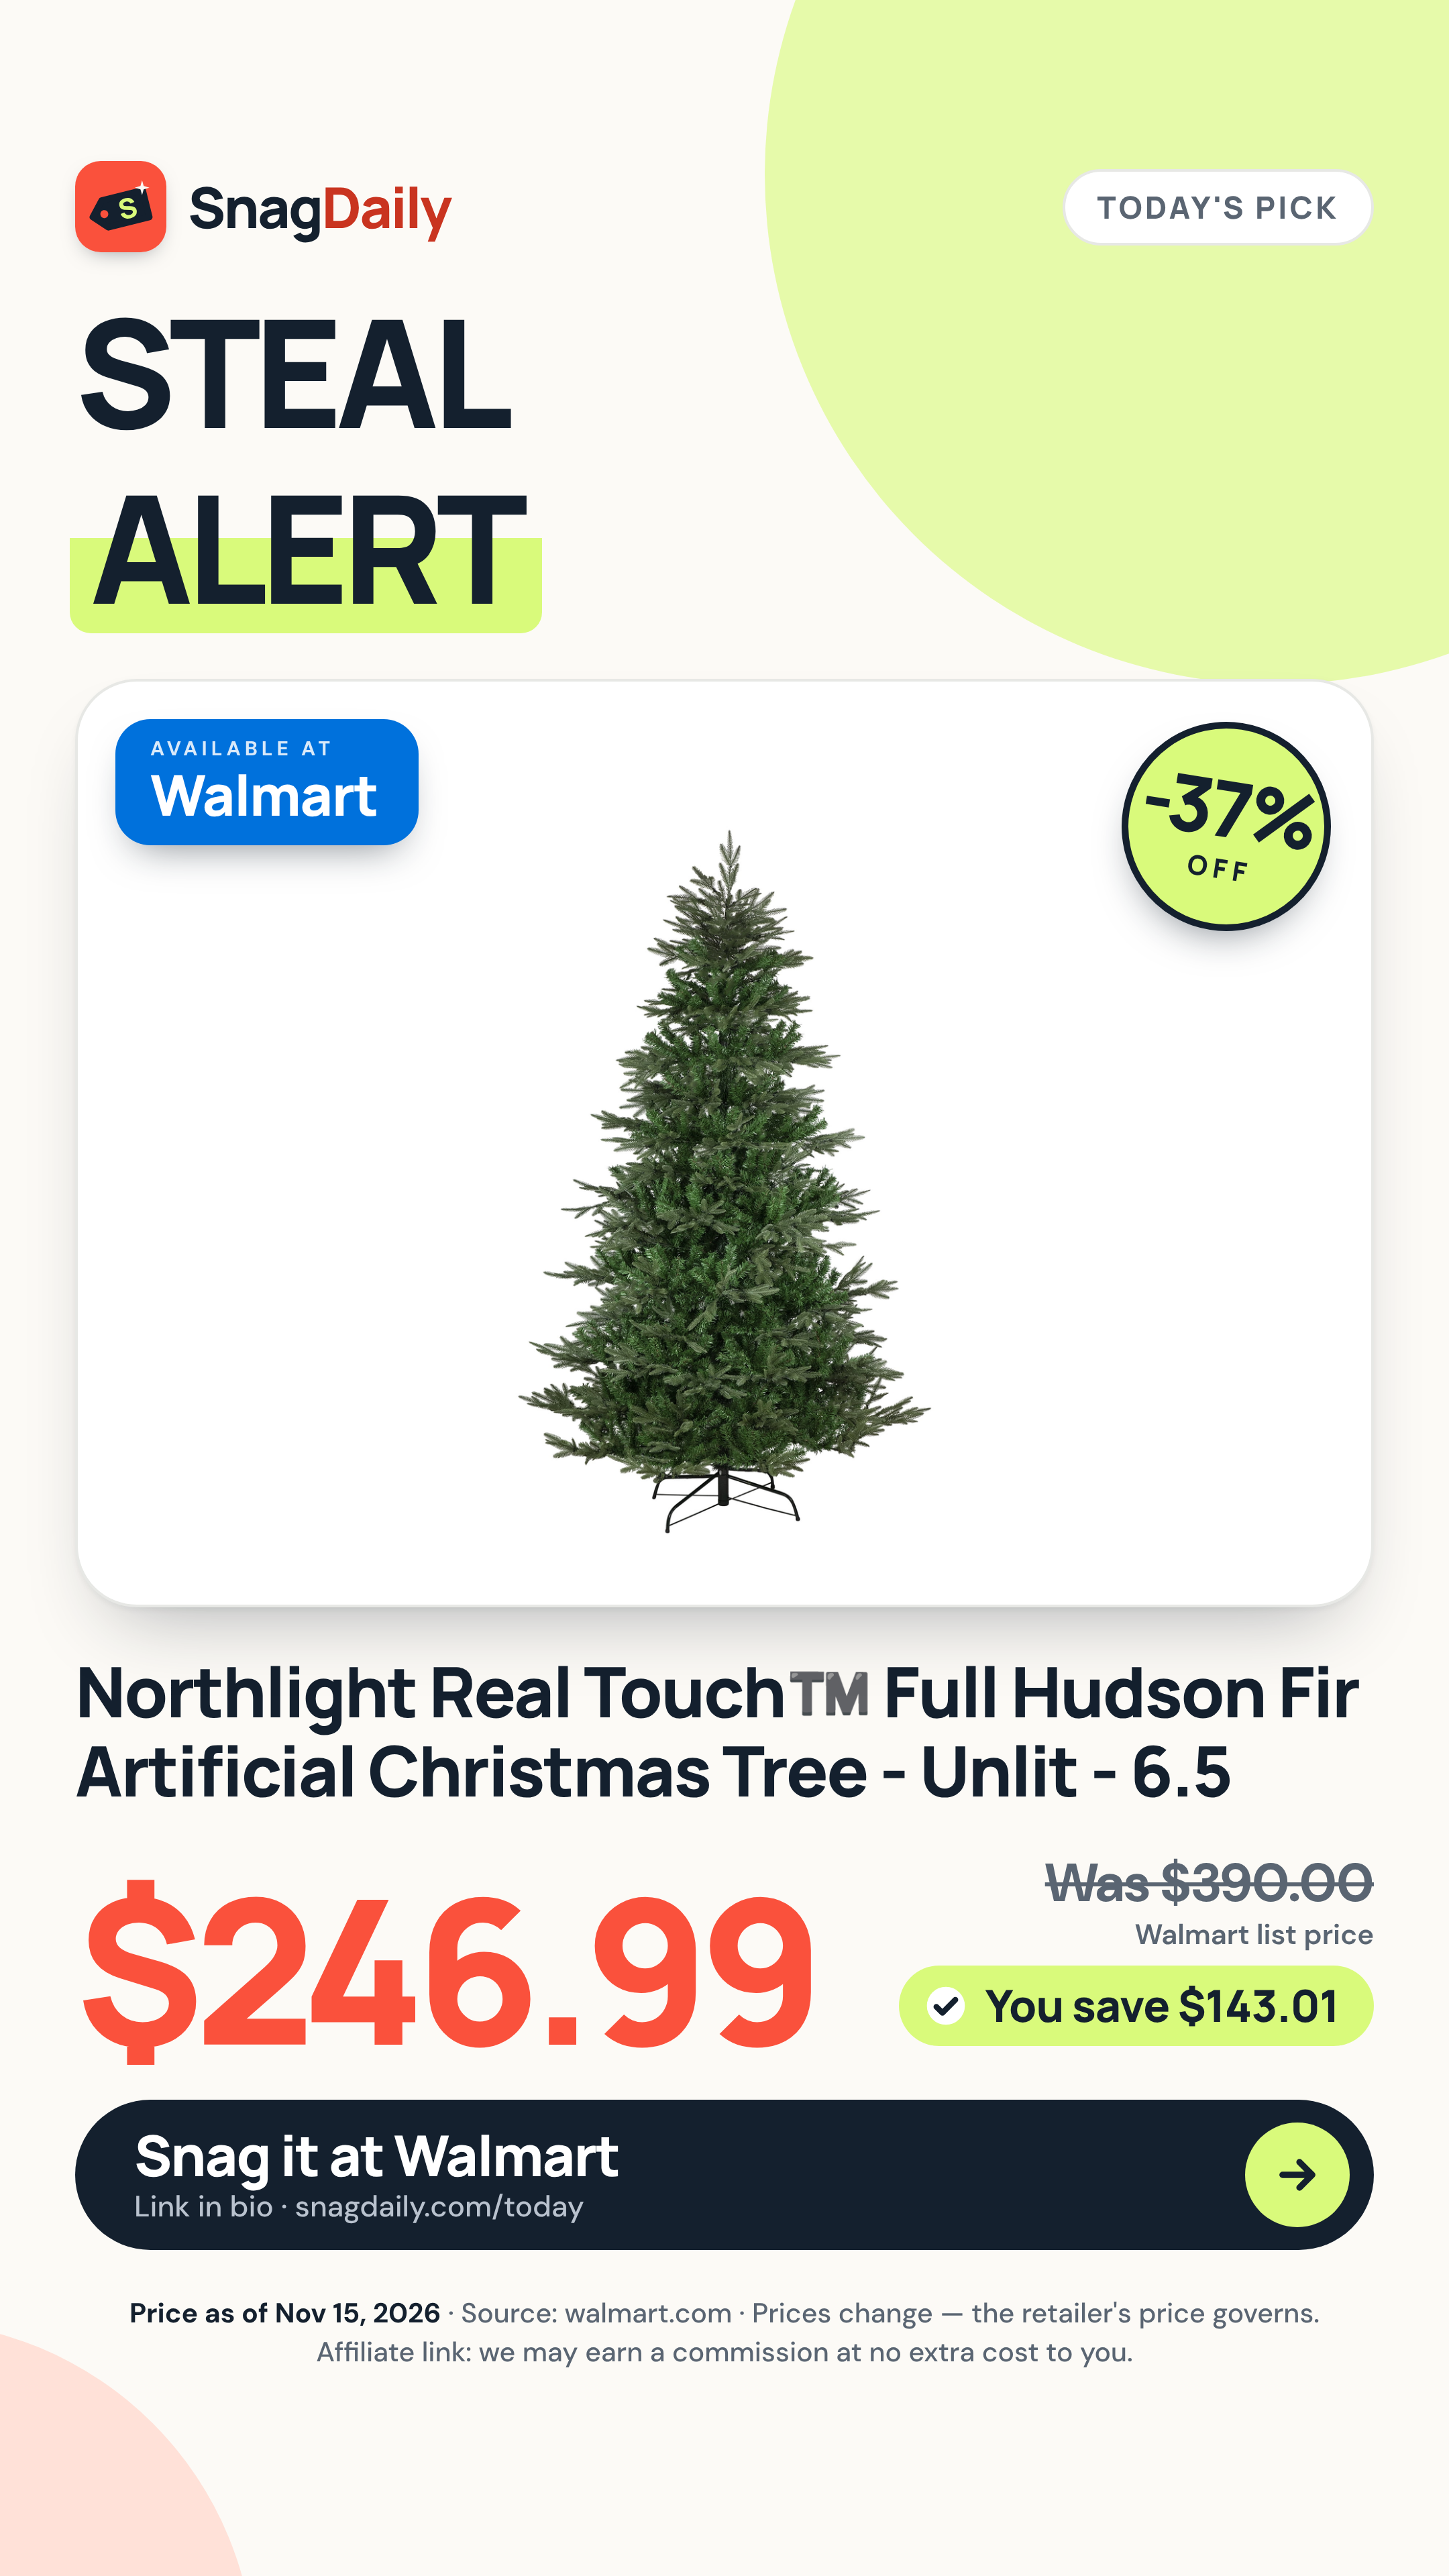 S
SnagDaily
TODAY'S PICK
STEAL
ALERT
AVAILABLE AT
Walmart
-37%
OFF
Northlight Real Touch™️ Full Hudson Fir
Artificial Christmas Tree - Unlit - 6.5
$246.99
Was $390.00
Walmart list price
You save $143.01
Snag it at Walmart
Link in bio · snagdaily.com/today
Price as of Nov 15, 2026 · Source: walmart.com · Prices change — the retailer's price governs.
Affiliate link: we may earn a commission at no extra cost to you.